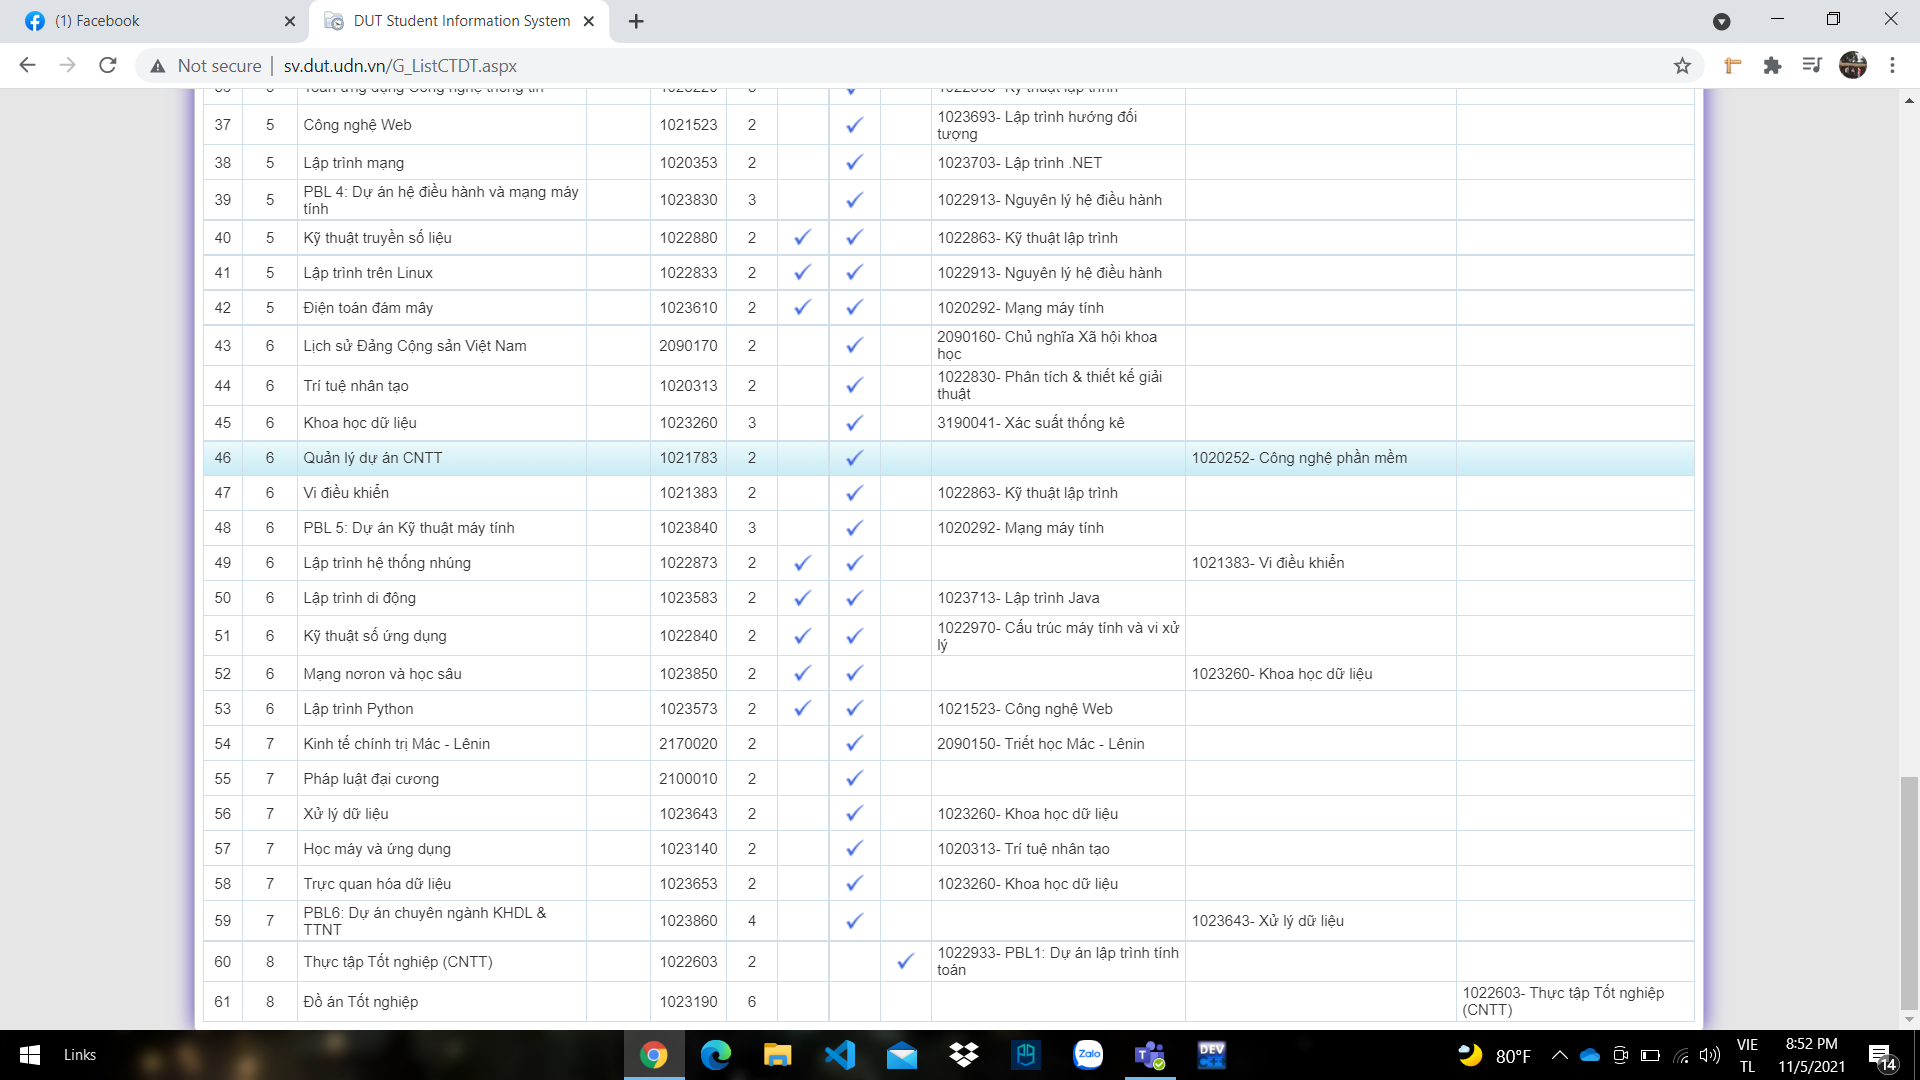 (1) Facebook
DUT Student Information System
Not secure
sv.dut.udn.vn/G_ListCTDT.aspx
37 5 Công nghệ Web 1021523 2 1023693- Lập trình hướng đối tượng
38 5 Lập trình mạng 1020353 2 1023703- Lập trình .NET
39 5 PBL 4: Dự án hệ điều hành và mạng máy tính 1023830 3 1022913- Nguyên lý hệ điều hành
40 5 Kỹ thuật truyền số liệu 1022880 2 1022863- Kỹ thuật lập trình
41 5 Lập trình trên Linux 1022833 2 1022913- Nguyên lý hệ điều hành
42 5 Điện toán đám mây 1023610 2 1020292- Mạng máy tính
43 6 Lịch sử Đảng Cộng sản Việt Nam 2090170 2 2090160- Chủ nghĩa Xã hội khoa học
44 6 Trí tuệ nhân tạo 1020313 2 1022830- Phân tích & thiết kế giải thuật
45 6 Khoa học dữ liệu 1023260 3 3190041- Xác suất thống kê
46 6 Quản lý dự án CNTT 1021783 2 1020252- Công nghệ phần mềm
47 6 Vi điều khiển 1021383 2 1022863- Kỹ thuật lập trình
48 6 PBL 5: Dự án Kỹ thuật máy tính 1023840 3 1020292- Mạng máy tính
49 6 Lập trình hệ thống nhúng 1022873 2 1021383- Vi điều khiển
50 6 Lập trình di động 1023583 2 1023713- Lập trình Java
51 6 Kỹ thuật số ứng dụng 1022840 2 1022970- Cấu trúc máy tính và vi xử lý
52 6 Mạng nơron và học sâu 1023850 2 1023260- Khoa học dữ liệu
53 6 Lập trình Python 1023573 2 1021523- Công nghệ Web
54 7 Kinh tế chính trị Mác - Lênin 2170020 2 2090150- Triết học Mác - Lênin
55 7 Pháp luật đại cương 2100010 2
56 7 Xử lý dữ liệu 1023643 2 1023260- Khoa học dữ liệu
57 7 Học máy và ứng dụng 1023140 2 1020313- Trí tuệ nhân tạo
58 7 Trực quan hóa dữ liệu 1023653 2 1023260- Khoa học dữ liệu
59 7 PBL6: Dự án chuyên ngành KHDL & TTNT 1023860 4 1023643- Xử lý dữ liệu
60 8 Thực tập Tốt nghiệp (CNTT) 1022603 2 1022933- PBL1: Dự án lập trình tính toán
61 8 Đồ án Tốt nghiệp 1023190 6 1022603- Thực tập Tốt nghiệp (CNTT)
Links
Zalo
DEV
80°F
VIE
TL
8:52 PM
11/5/2021
14